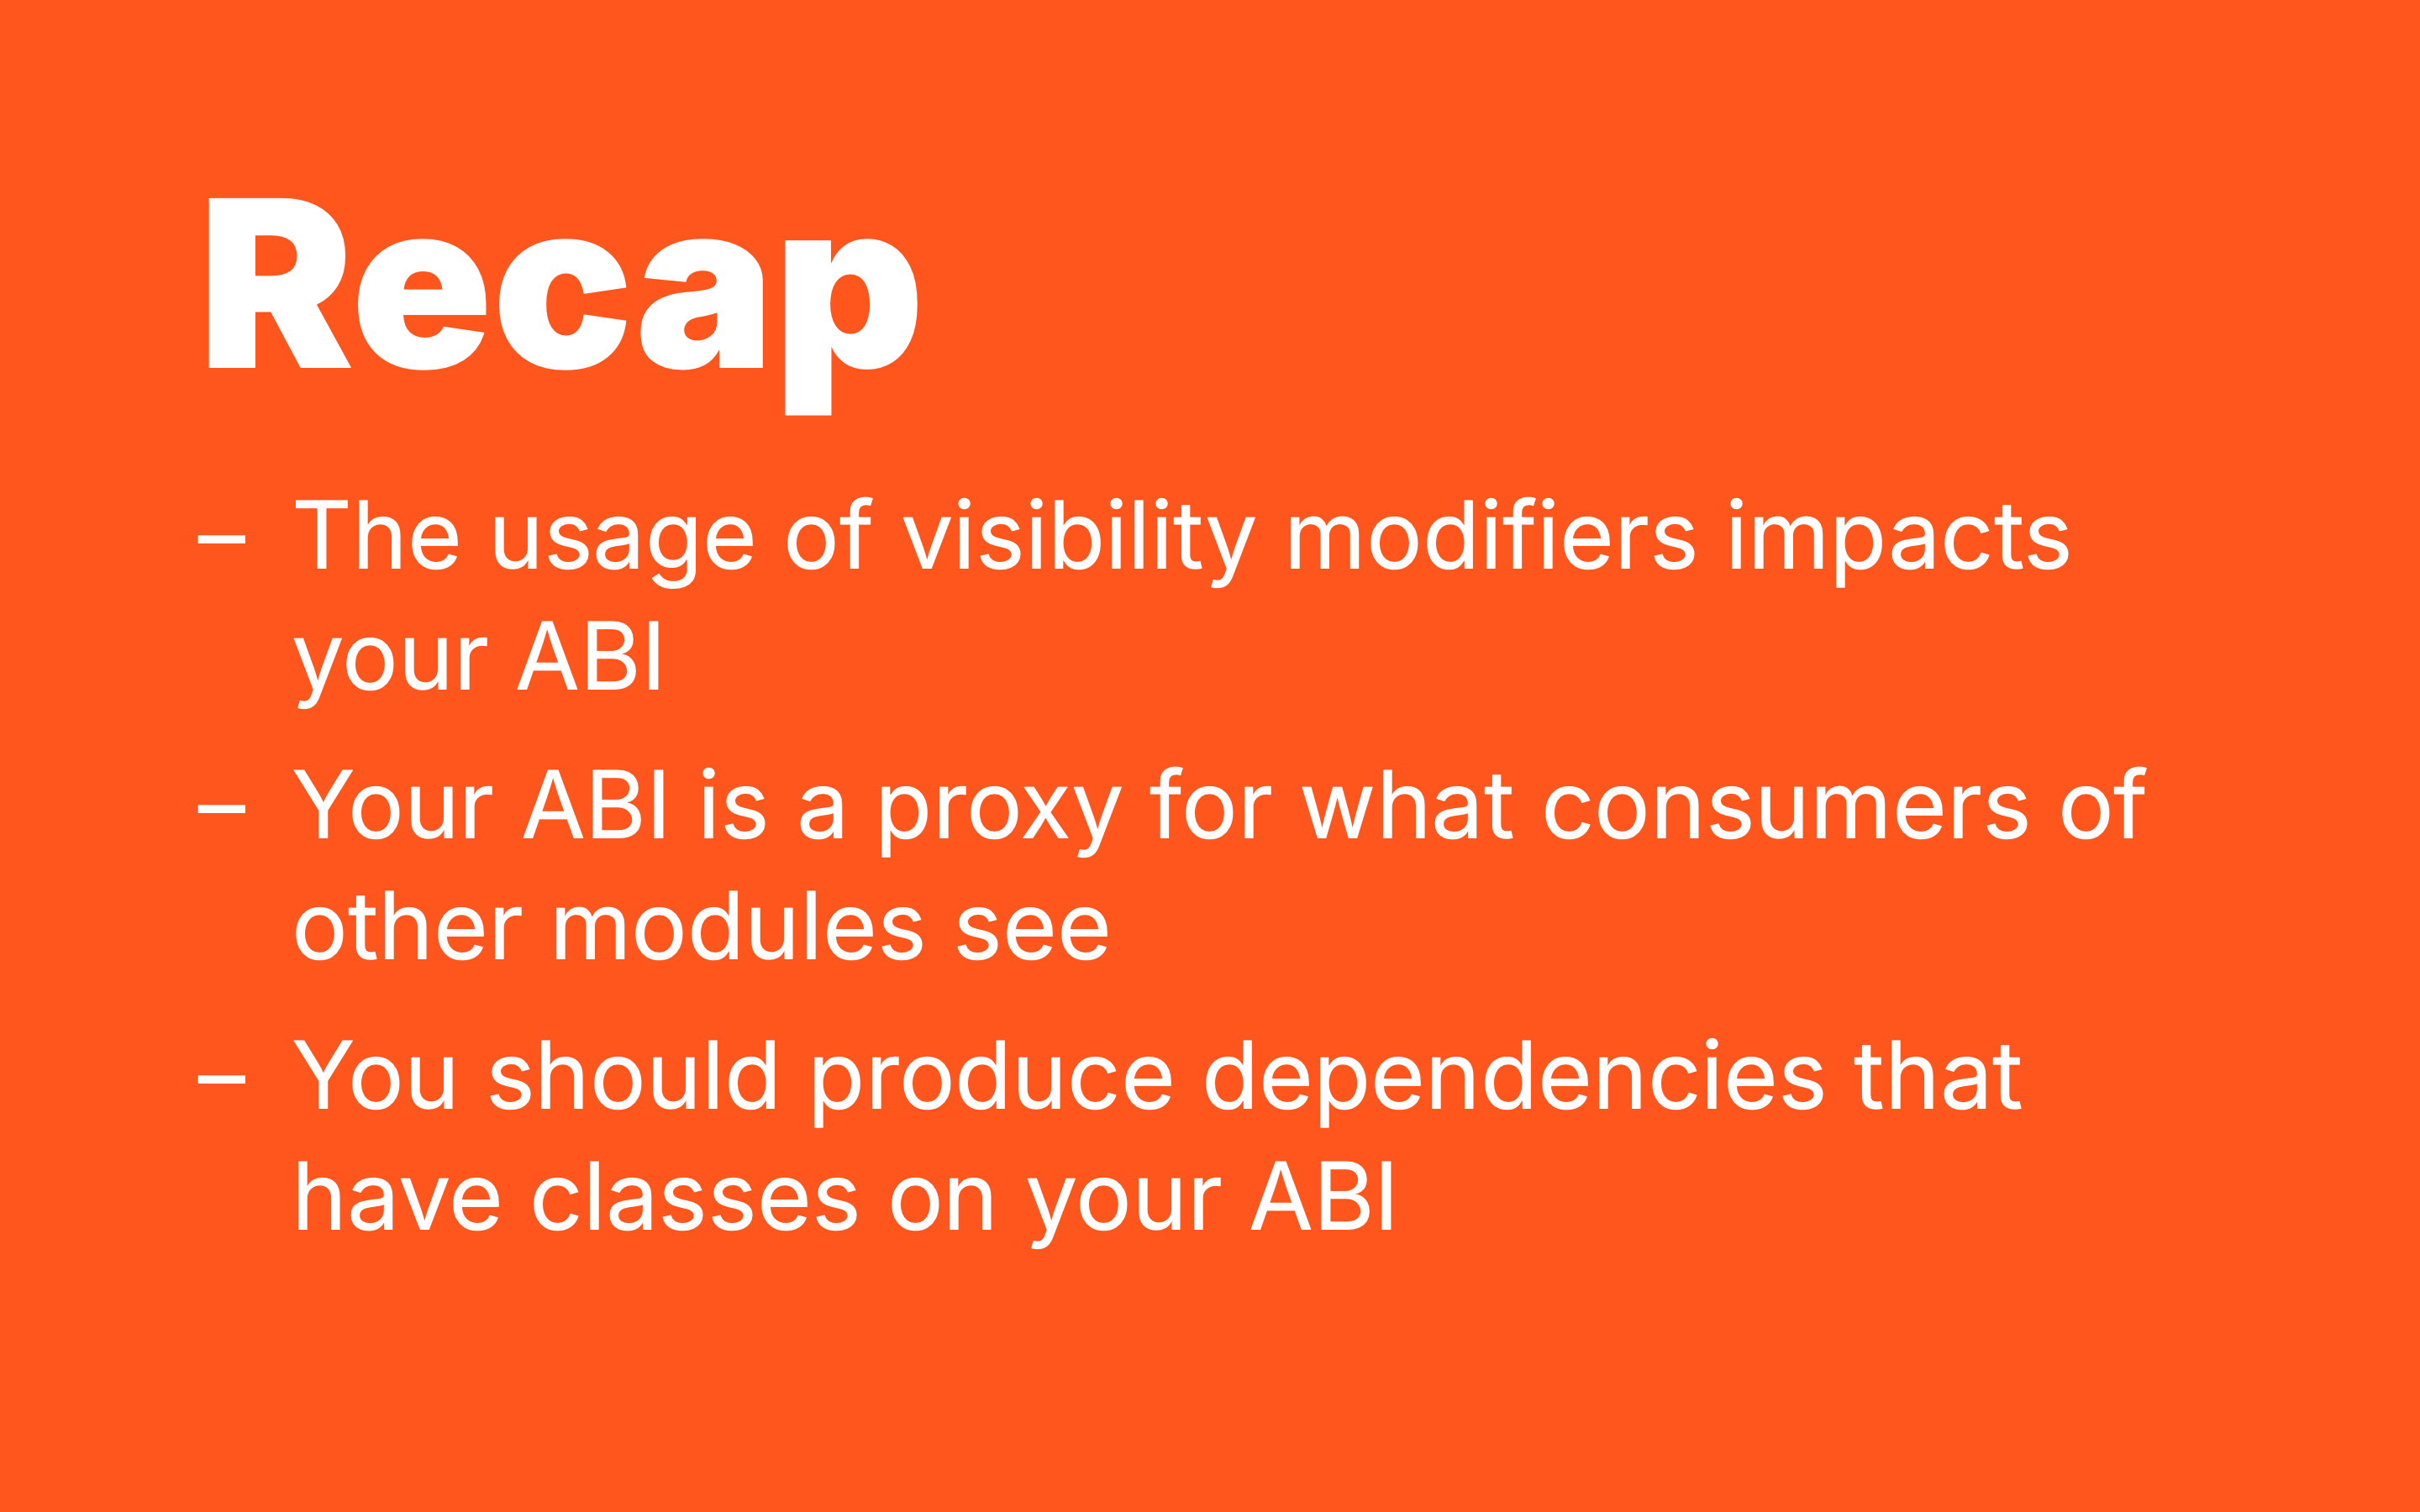 Recap
– The usage of visibility modifiers impacts
your ABI
– Your ABI is a proxy for what consumers of
other modules see
– You should produce dependencies that
have classes on your ABI